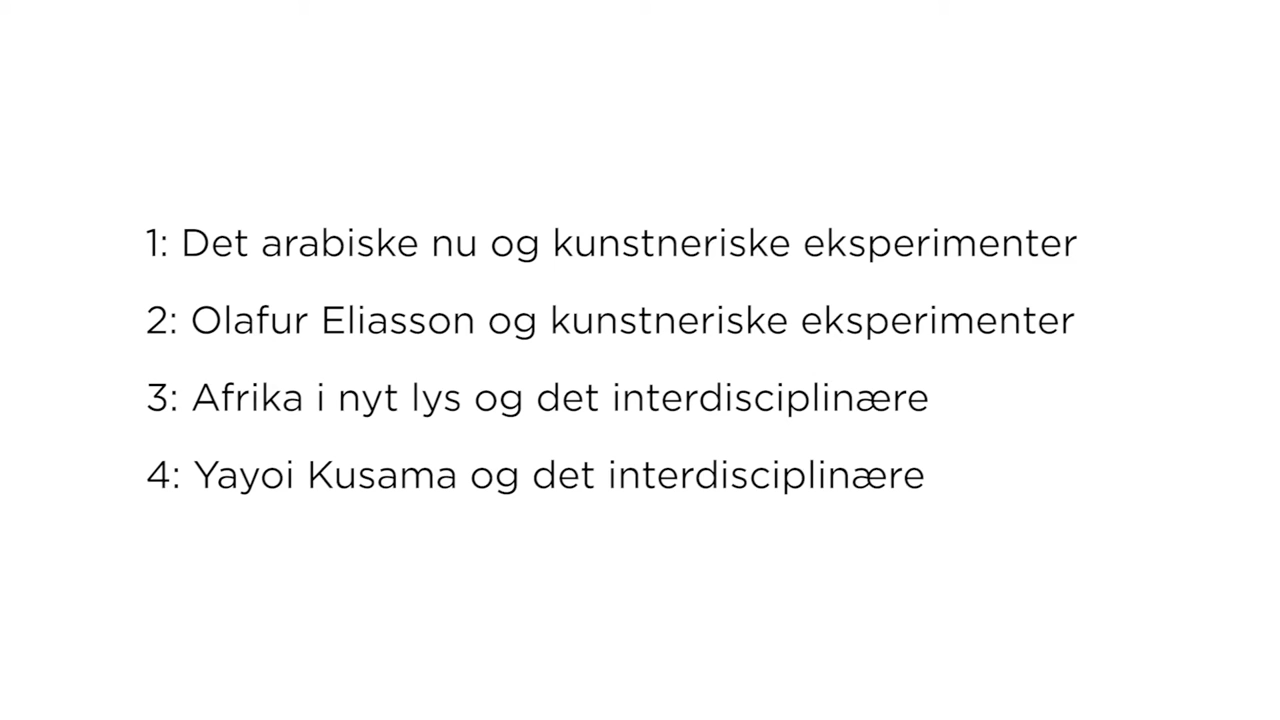 1: Det arabiske nu og kunstneriske eksperimenter
2: Olafur Eliasson og kunstneriske eksperimenter
3: Afrika i nyt lys og det interdisciplinære
4: Yayoi Kusama og det interdisciplinære